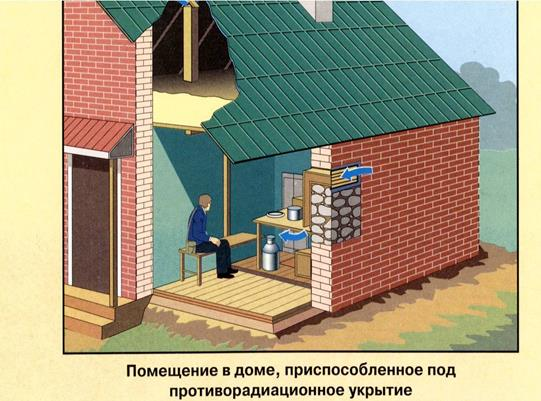 Помещение в доме, приспособленное под
противорадиационное укрытие